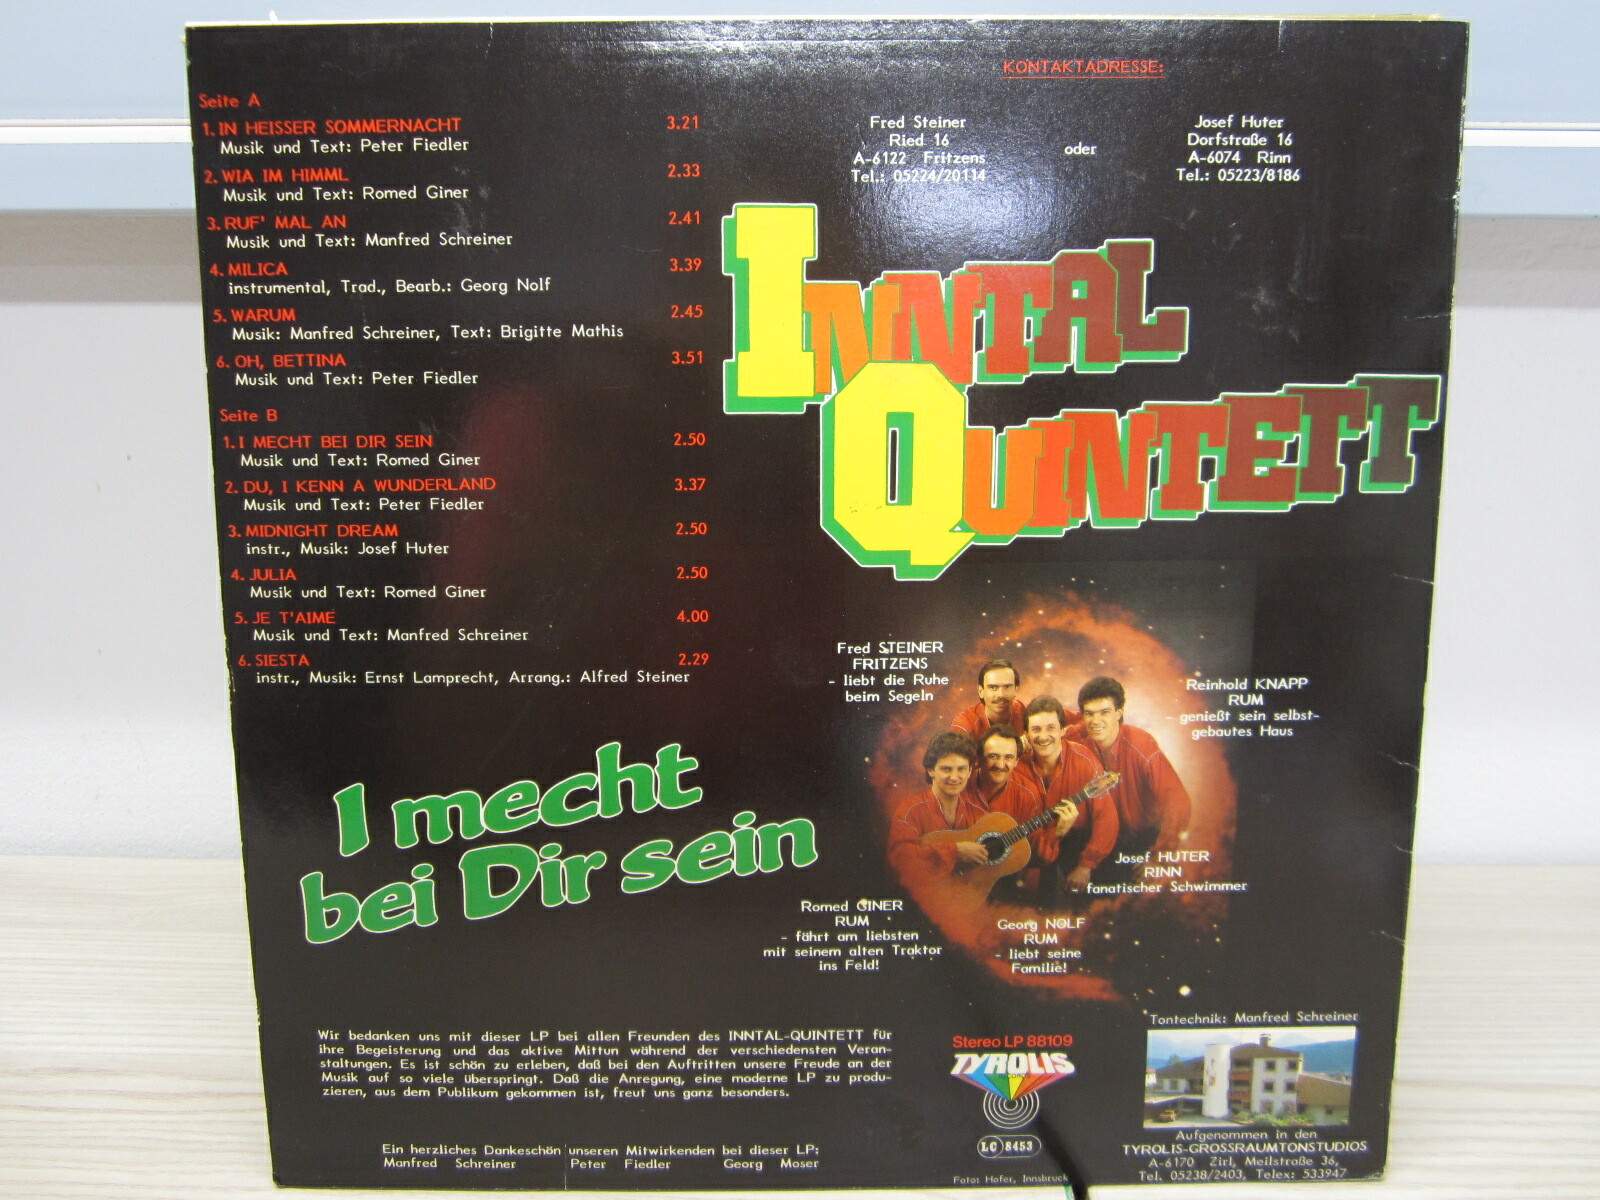 Seite A
1. IN HEISSER SOMMERNACHT 3.21
Musik und Text: Peter Fiedler
2. WIA IM HIMML 2.33
Musik und Text: Romed Giner
3. RUF' MAL AN 2.41
Musik und Text: Manfred Schreiner
4. MILICA 3.39
instrumental, Trad., Bearb.: Georg Nolf
5. WARUM 2.45
Musik: Manfred Schreiner, Text: Brigitte Mathis
6. OH, BETTINA 3.51
Musik und Text: Peter Fiedler
Seite B
1. I MECHT BEI DIR SEIN 2.50
Musik und Text: Romed Giner
2. DU, I KENN A WUNDERLAND 3.37
Musik und Text: Peter Fiedler
3. MIDNIGHT DREAM 2.50
instr., Musik: Josef Huter
4. JULIA 2.50
Musik und Text: Romed Giner
5. JE T'AIME 4.00
Musik und Text: Manfred Schreiner
6. SIESTA 2.29
instr., Musik: Ernst Lamprecht, Arrang.: Alfred Steiner
KONTAKTADRESSE:
Fred Steiner
Ried 16
A-6122 Fritzens
Tel.: 05224/20114
oder
Josef Huter
Dorfstraße 16
A-6074 Rinn
Tel.: 05223/8186
INNTAL
QUINTETT
Fred STEINER
FRITZENS
- liebt die Ruhe
beim Segeln
Reinhold KNAPP
RUM
- genießt sein selbst-
gebautes Haus
Josef HUTER
RINN
- fanatischer Schwimmer
Romed GINER
RUM
- fährt am liebsten
mit seinem alten Traktor
ins Feld!
Georg NOLF
RUM
- liebt seine
Familie!
I mecht
bei Dir sein
Wir bedanken uns mit dieser LP bei allen Freunden des INNTAL-QUINTETT für
ihre Begeisterung und das aktive Mittun während der verschiedensten Veran-
staltungen. Es ist schön zu erleben, daß bei den Auftritten unsere Freude an der
Musik auf so viele überspringt. Daß die Anregung, eine moderne LP zu produ-
zieren, aus dem Publikum gekommen ist, freut uns ganz besonders.
Ein herzliches Dankeschön unseren Mitwirkenden bei dieser LP:
Manfred Schreiner Peter Fiedler Georg Moser
Stereo LP 88109
TYROLIS
RECORDS
LC 8453
Foto: Hofer, Innsbruck
Tontechnik: Manfred Schreiner
Aufgenommen in den
TYROLIS-GROSSRAUMTONSTUDIOS
A-6170 Zirl, Meilstraße 36,
Tel. 05238/2403, Telex: 533947